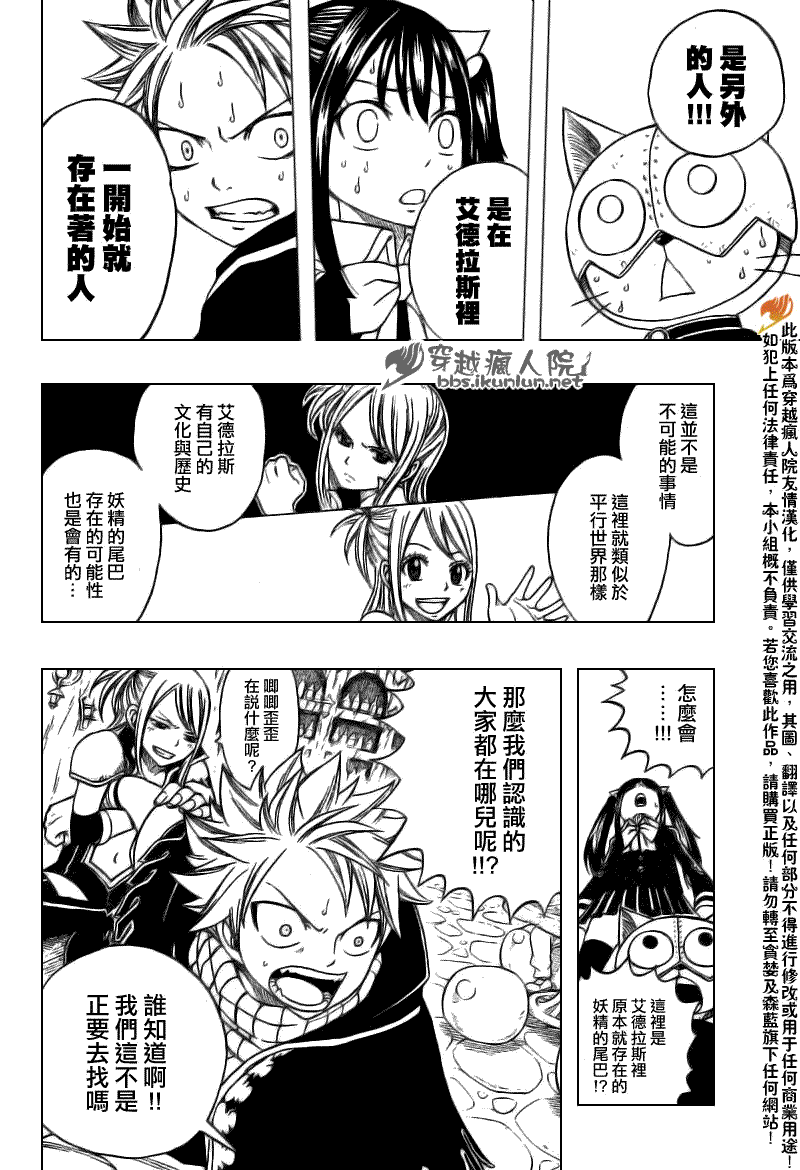 是另外
的人!!!
是在
艾德拉斯裡
一開始就
存在著的人
穿越瘋人院
bbs.ikunlun.net
這並不是
不可能的事情
這裡就類似於
平行世界那樣
艾德拉斯
有自己的
文化與歷史
妖精的尾巴
存在的可能性
也是會有的…
怎麼會
……!!!
這裡是
艾德拉斯裡
原本就存在的
妖精的尾巴!?
那麼我們認識的
大家都在哪兒呢!!?
唧唧歪歪
在說什麼呢?
誰知道啊!!
我們這不是
正要去找嗎
此版本爲穿越瘋人院友情漢化，僅供學習交流之用，其圖、翻譯以及任何部分不得進行修改或用于任何商業用途！
如犯上任何法律責任，本小組概不負責。若您喜歡此作品，請購買正版！請勿轉至貪婪及森藍旗下任何網站！